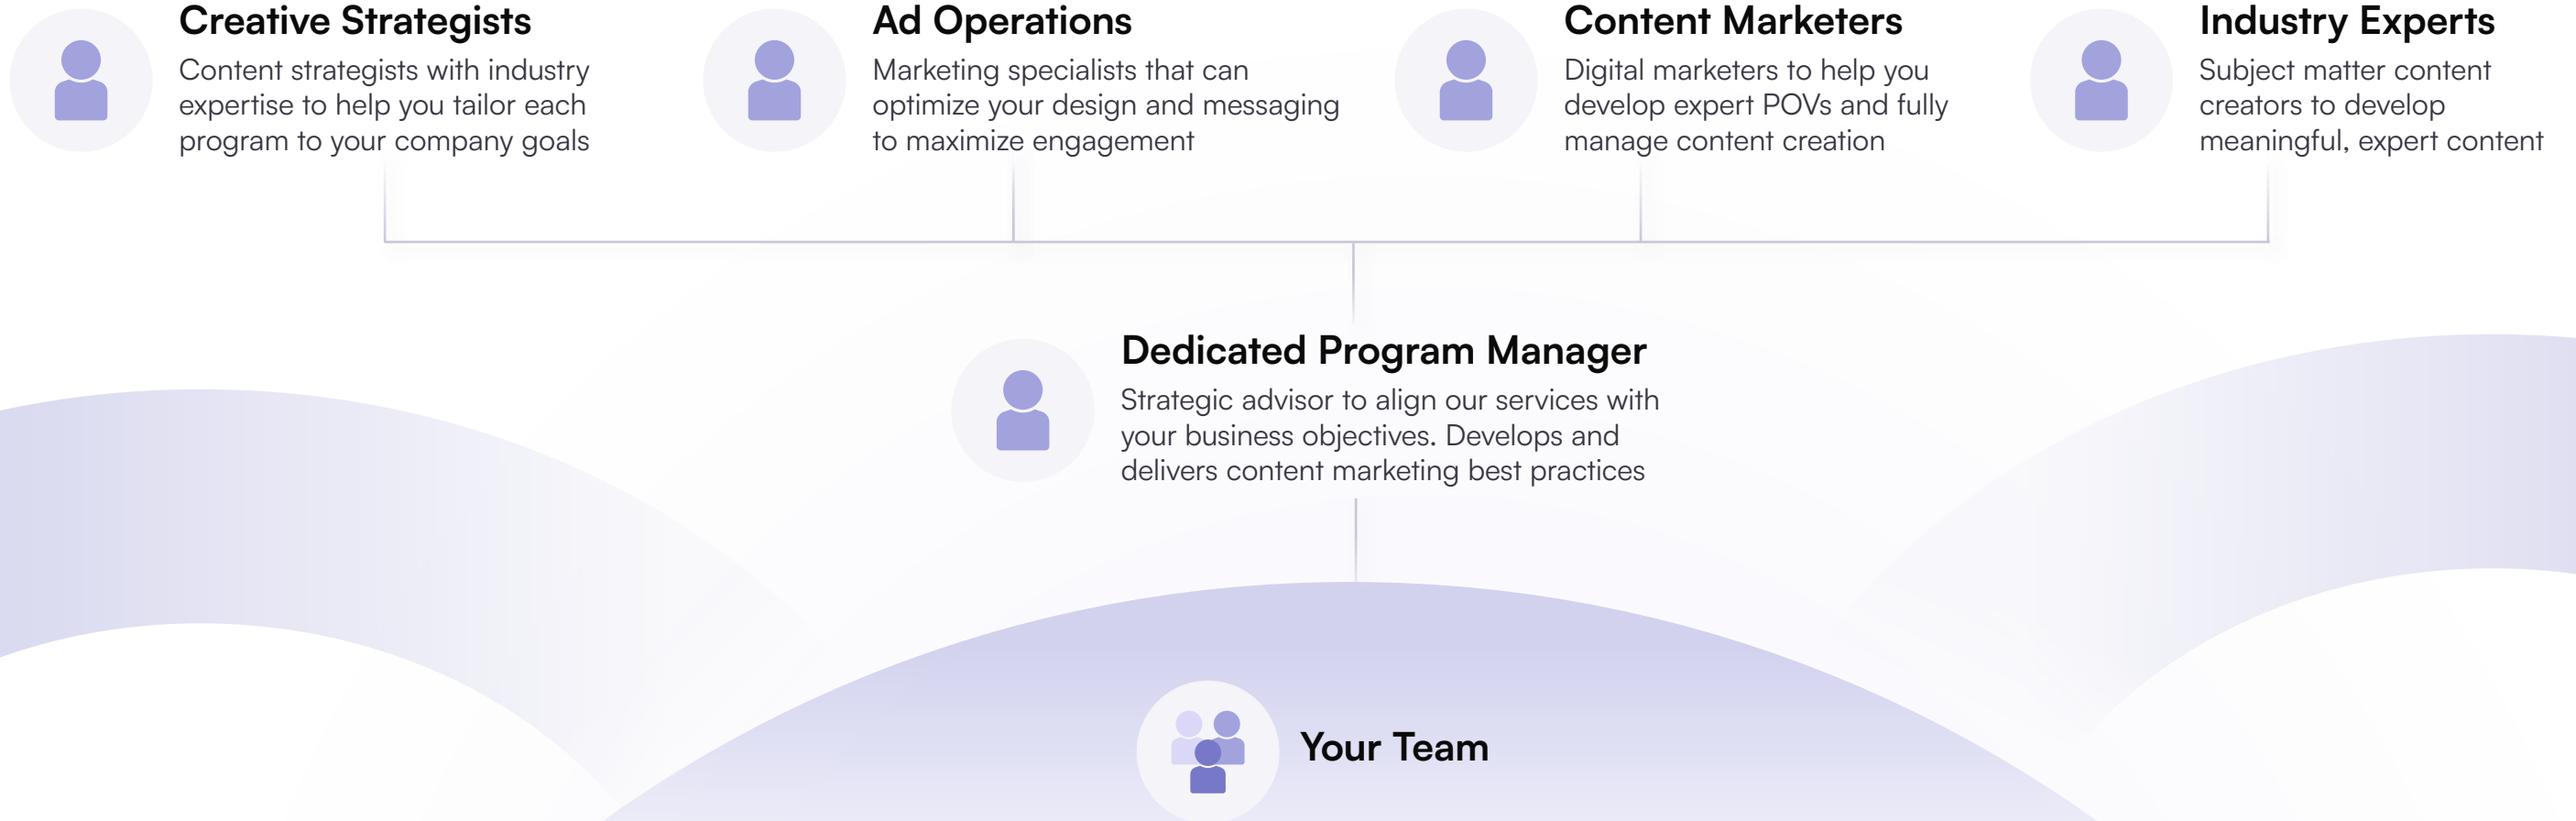 Creative Strategists
Content strategists with industry
expertise to help you tailor each
program to your company goals
Ad Operations
Marketing specialists that can
optimize your design and messaging
to maximize engagement
Content Marketers
Digital marketers to help you
develop expert POVs and fully
manage content creation
Industry Experts
Subject matter content
creators to develop
meaningful, expert content
Dedicated Program Manager
Strategic advisor to align our services with
your business objectives. Develops and
delivers content marketing best practices
Your Team